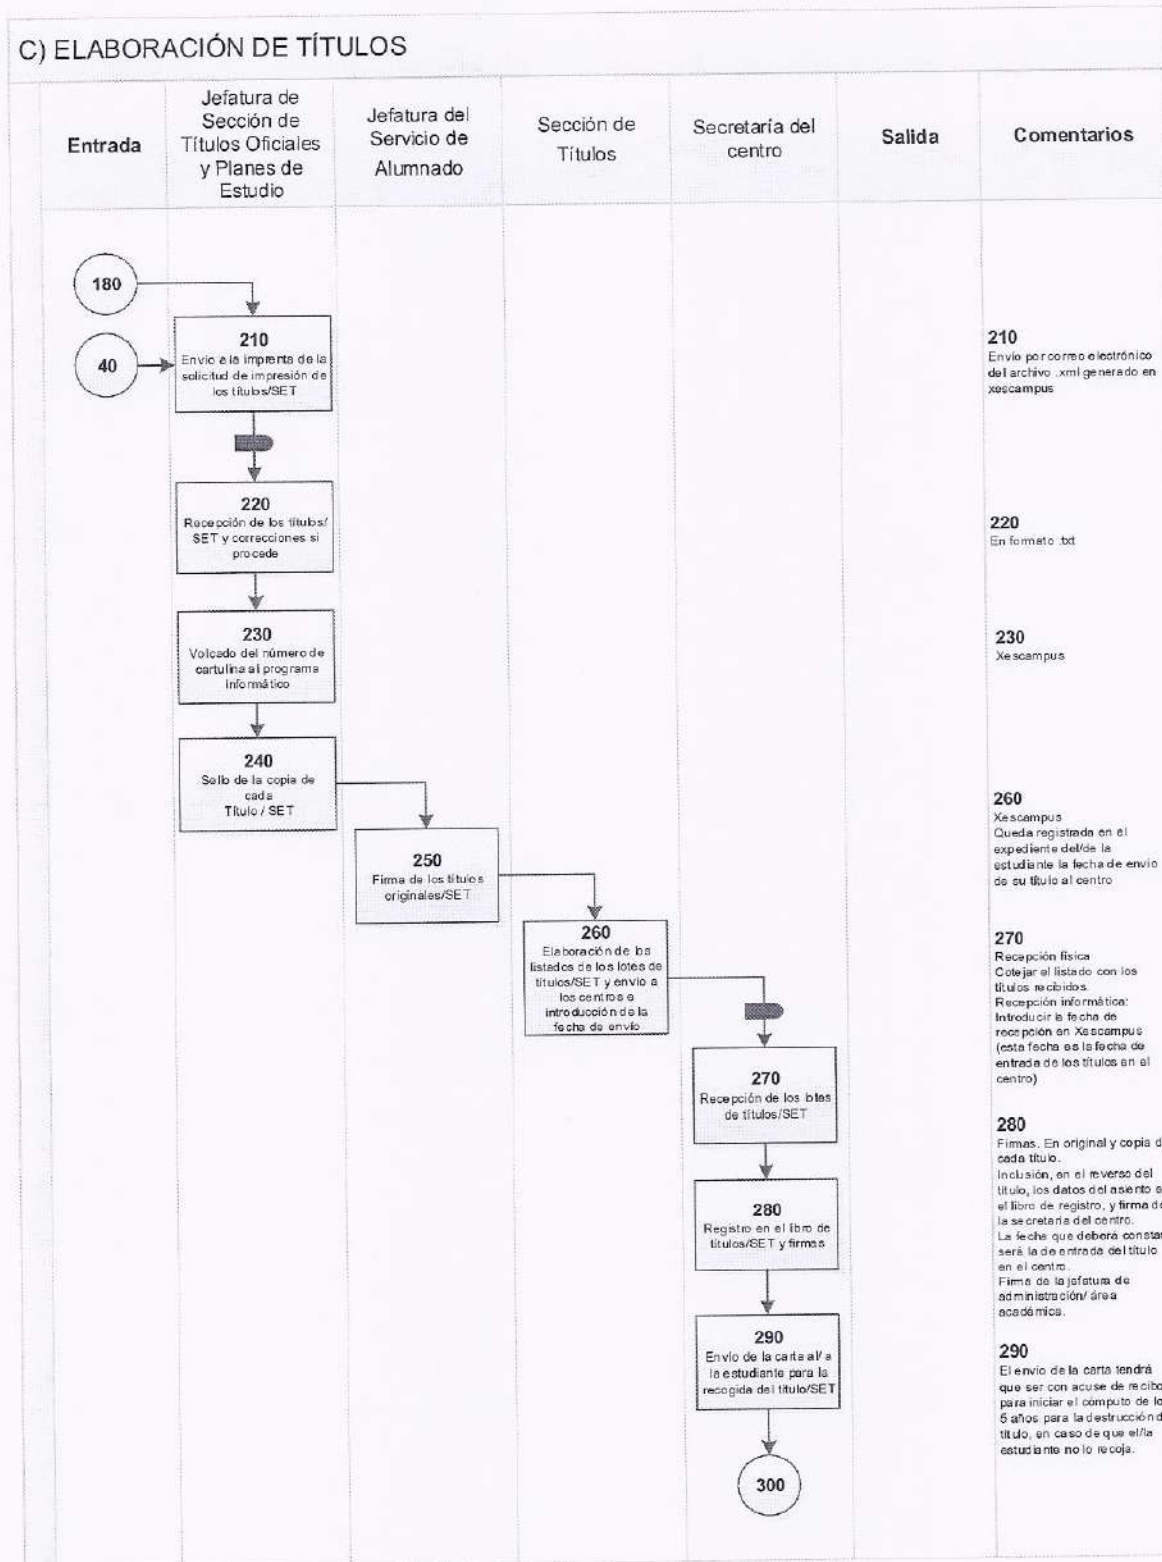 C) ELABORACIÓN DE TÍTULOS
Entrada
Jefatura de
Sección de
Títulos Oficiales
y Planes de
Estudio
Jefatura del
Servicio de
Alumnado
Sección de
Títulos
Secretaría del
centro
Salida
Comentarios
180
40
210
Envío a la imprenta de la
solicitud de impresión de
los títulos/SET
220
Recepción de los títulos/
SET y correcciones si
procede
230
Volcado del número de
cartulina al programa
informático
240
Sello de la copia de
cada
Título / SET
250
Firma de los títulos
originales/SET
260
Elaboración de los
listados de los lotes de
títulos/SET y envío a
los centros e
introducción de la
fecha de envío
270
Recepción de los lotes
de títulos/SET
280
Registro en el libro de
títulos/SET y firmas
290
Envío de la carta al/ a
la estudiante para la
recogida del título/SET
300
210
Envío por correo electrónico
del archivo .xml generado en
xescampus
220
En formato .txt
230
Xescampus
260
Xescampus
Queda registrada en el
expediente del/de la
estudiante la fecha de envío
de su título al centro
270
Recepción física
Cotejar el listado con los
títulos recibidos.
Recepción informática:
Introducir la fecha de
recepción en Xescampus
(esta fecha es la fecha de
entrada de los títulos en el
centro)
280
Firmas. En original y copia d
cada título.
Inclusión, en el reverso del
título, los datos del asiento e
el libro de registro, y firma de
la secretaria del centro.
La fecha que deberá constar
será la de entrada del título
en el centro.
Firma de la jefatura de
administración/ área
académica.
290
El envío de la carta tendrá
que ser con acuse de recibo
para iniciar el cómputo de lo
5 años para la destrucción d
título, en caso de que el/la
estudiante no lo recoja.